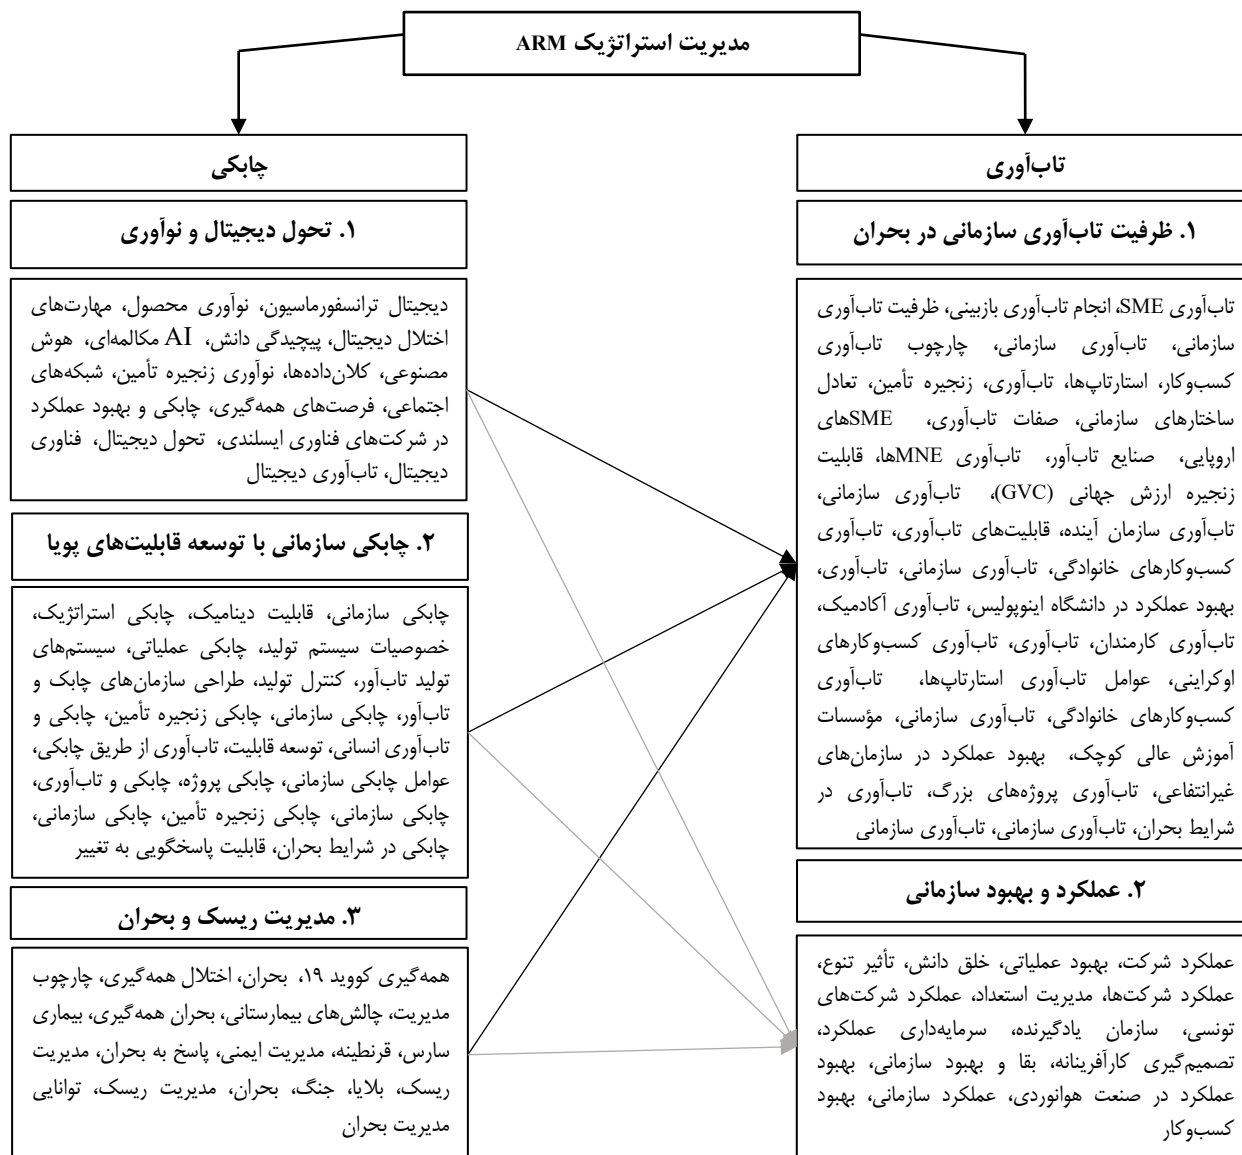 مدیریت استراتژیک ARM
تاب‌آوری
۱. ظرفیت تاب‌آوری سازمانی در بحران
تاب‌آوری SME، انجام تاب‌آوری بازبینی، ظرفیت تاب‌آوری
سازمانی، تاب‌آوری سازمانی، چارچوب تاب‌آوری
کسب‌وکار، استارتاپ‌ها، تاب‌آوری، زنجیره تأمین، تعادل
ساختارهای سازمانی، صفات تاب‌آوری، SMEهای
اروپایی، صنایع تاب‌آور، تاب‌آوری MNEها، قابلیت
زنجیره ارزش جهانی (GVC)، تاب‌آوری سازمانی،
تاب‌آوری سازمان آینده، قابلیت‌های تاب‌آوری، تاب‌آوری
کسب‌وکارهای خانوادگی، تاب‌آوری سازمانی، تاب‌آوری،
بهبود عملکرد در دانشگاه اینوپولیس، تاب‌آوری آکادمیک،
تاب‌آوری کارمندان، تاب‌آوری، تاب‌آوری کسب‌وکارهای
اوکراینی، عوامل تاب‌آوری استارتاپ‌ها، تاب‌آوری
کسب‌وکارهای خانوادگی، تاب‌آوری سازمانی، مؤسسات
آموزش عالی کوچک، بهبود عملکرد در سازمان‌های
غیرانتفاعی، تاب‌آوری پروژه‌های بزرگ، تاب‌آوری در
شرایط بحران، تاب‌آوری سازمانی، تاب‌آوری سازمانی
۲. عملکرد و بهبود سازمانی
عملکرد شرکت، بهبود عملیاتی، خلق دانش، تأثیر تنوع،
عملکرد شرکت‌ها، مدیریت استعداد، عملکرد شرکت‌های
تونسی، سازمان یادگیرنده، سرمایه‌داری عملکرد،
تصمیم‌گیری کارآفرینانه، بقا و بهبود سازمانی، بهبود
عملکرد در صنعت هوانوردی، عملکرد سازمانی، بهبود
کسب‌وکار
چابکی
۱. تحول دیجیتال و نوآوری
دیجیتال ترانسفورماسیون، نوآوری محصول، مهارت‌های
اختلال دیجیتال، پیچیدگی دانش، AI مکالمه‌ای، هوش
مصنوعی، کلان‌داده‌ها، نوآوری زنجیره تأمین، شبکه‌های
اجتماعی، فرصت‌های همه‌گیری، چابکی و بهبود عملکرد
در شرکت‌های فناوری ایسلندی، تحول دیجیتال، فناوری
دیجیتال، تاب‌آوری دیجیتال
۲. چابکی سازمانی با توسعه قابلیت‌های پویا
چابکی سازمانی، قابلیت دینامیک، چابکی استراتژیک،
خصوصیات سیستم تولید، چابکی عملیاتی، سیستم‌های
تولید تاب‌آور، کنترل تولید، طراحی سازمان‌های چابک و
تاب‌آور، چابکی سازمانی، چابکی زنجیره تأمین، چابکی و
تاب‌آوری انسانی، توسعه قابلیت، تاب‌آوری از طریق چابکی،
عوامل چابکی سازمانی، چابکی پروژه، چابکی و تاب‌آوری،
چابکی سازمانی، چابکی زنجیره تأمین، چابکی سازمانی،
چابکی در شرایط بحران، قابلیت پاسخگویی به تغییر
۳. مدیریت ریسک و بحران
همه‌گیری کووید ۱۹، بحران، اختلال همه‌گیری، چارچوب
مدیریت، چالش‌های بیمارستانی، بحران همه‌گیری، بیماری
سارس، قرنطینه، مدیریت ایمنی، پاسخ به بحران، مدیریت
ریسک، بلایا، جنگ، بحران، مدیریت ریسک، توانایی
مدیریت بحران